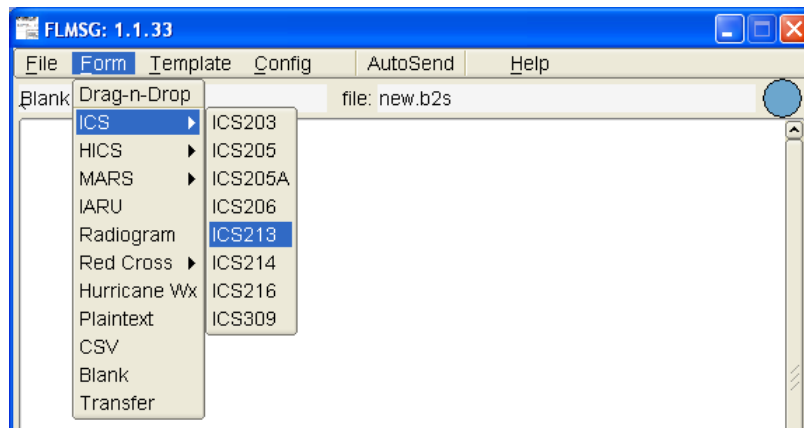 FLMSG: 1.1.33
File Form Template Config AutoSend Help
Blank file: new.b2s
Drag-n-Drop
ICS
HICS
MARS
IARU
Radiogram
Red Cross
Hurricane Wx
Plaintext
CSV
Blank
Transfer
ICS203
ICS205
ICS205A
ICS206
ICS213
ICS214
ICS216
ICS309